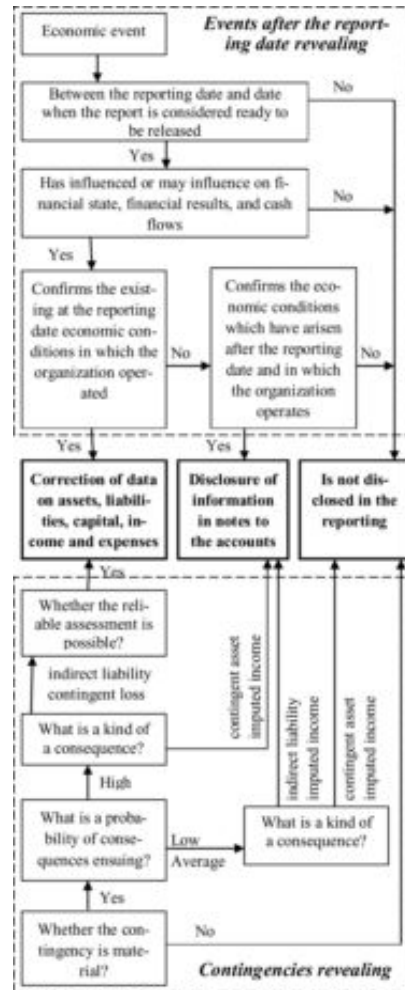 Economic event
Events after the report-
ing date revealing
Between the reporting date and date
when the report is considered ready to
be released
No
Yes
Has influenced or may influence on fi-
nancial state, financial results, and cash
flows
No
Yes
Confirms the exist-
ing at the reporting
date economic con-
ditions in which the
organization oper-
ated
No
Confirms the eco-
nomic conditions
which have arisen
after the reporting
date and in which
the organization
operates
No
Yes
Yes
Correction of data
on assets, liabili-
ties, capital, in-
come and expenses
Disclosure of
information
in notes to
the accounts
Is not dis-
closed in the
reporting
Yes
Whether the reli-
able assessment is
possible?
indirect liability
contingent loss
What is a kind of
a consequence?
contingent asset
imputed income
indirect liability
imputed income
contingent asset
imputed income
High
What is a proba-
bility of conse-
quences ensuing?
Low
Average
What is a kind of
a consequence?
Yes
Whether the con-
tingency is mate-
rial?
No
Contingencies revealing